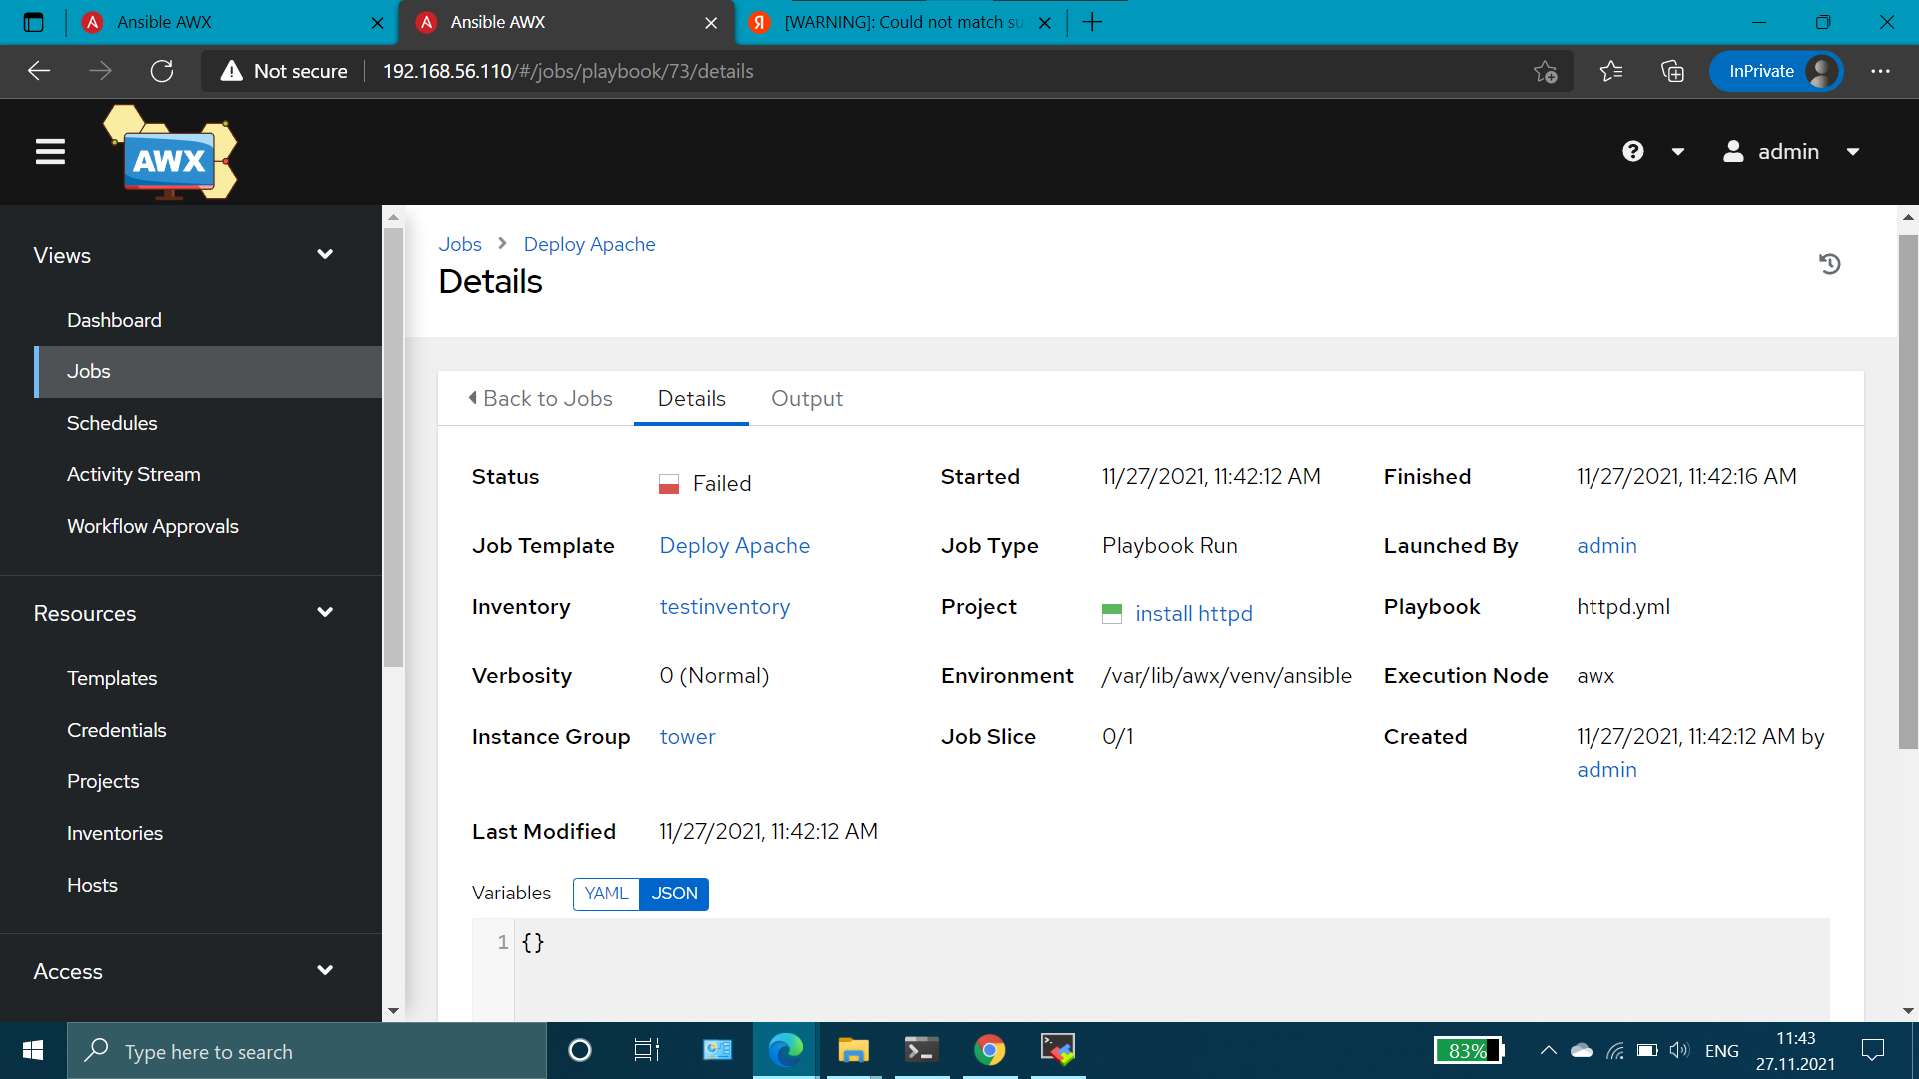 Ansible AWX
Ansible AWX
[WARNING]: Could not match su
Not secure
192.168.56.110/#/jobs/playbook/73/details
InPrivate
AWX
admin
Views
Dashboard
Jobs
Schedules
Activity Stream
Workflow Approvals
Resources
Templates
Credentials
Projects
Inventories
Hosts
Access
Jobs > Deploy Apache
Details
Back to Jobs
Details
Output
Status Failed
Started 11/27/2021, 11:42:12 AM
Finished 11/27/2021, 11:42:16 AM
Job Template Deploy Apache
Job Type Playbook Run
Launched By admin
Inventory testinventory
Project install httpd
Playbook httpd.yml
Verbosity 0 (Normal)
Environment /var/lib/awx/venv/ansible
Execution Node awx
Instance Group tower
Job Slice 0/1
Created 11/27/2021, 11:42:12 AM by
admin
Last Modified 11/27/2021, 11:42:12 AM
Variables YAML JSON
1 {}
Type here to search
83%
ENG
11:43
27.11.2021